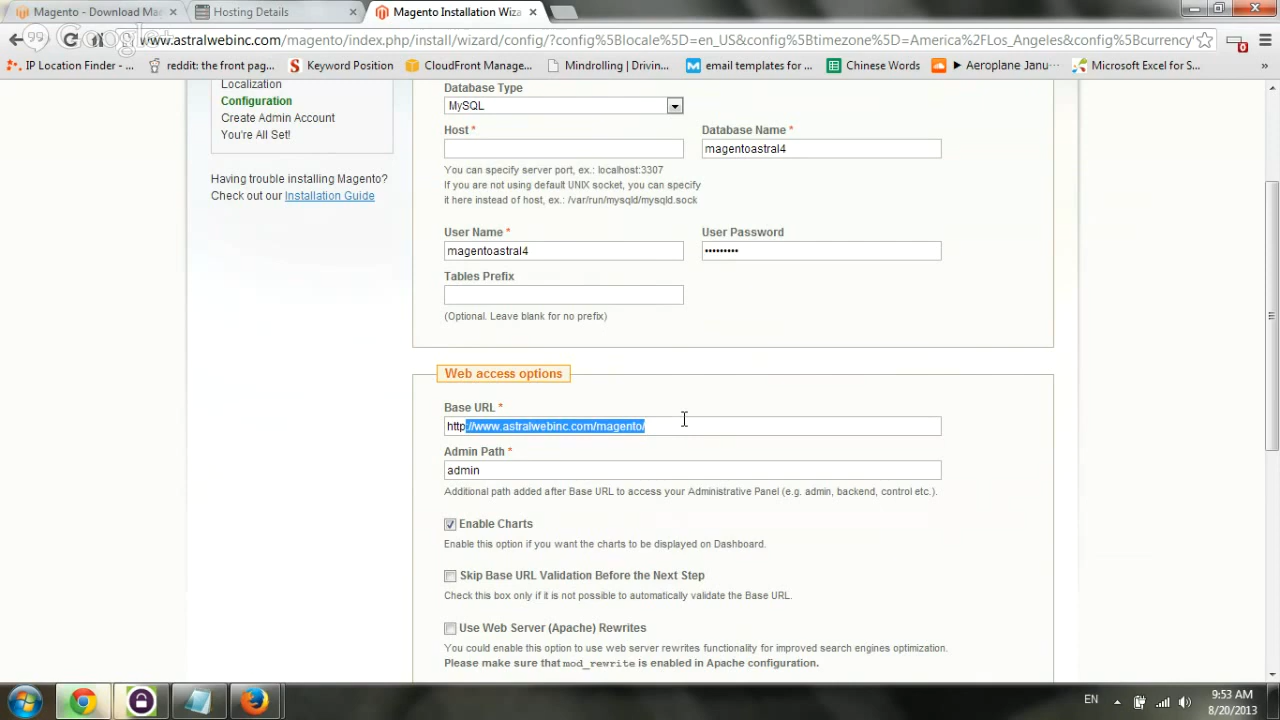 Magento - Download Ma
Hosting Details
Magento Installation Wiza
Google
www.astralwebinc.com/magento/index.php/install/wizard/config/?config%5Blocale%5D=en_US&config%5Btimezone%5D=America%2FLos_Angeles&config%5Bcurrency
IP Location Finder - ...
reddit: the front pag...
Keyword Position
CloudFront Manage...
Mindrolling | Drivin...
email templates for ...
Chinese Words
Aeroplane Janu...
Microsoft Excel for S...
Localization
Configuration
Create Admin Account
You're All Set!
Having trouble installing Magento?
Check out our Installation Guide
Database Type
MySQL
Host *
Database Name *
magentoastral4
You can specify server port, ex.: localhost:3307
If you are not using default UNIX socket, you can specify
it here instead of host, ex.: /var/run/mysqld/mysqld.sock
User Name *
User Password
magentoastral4
•••••••••
Tables Prefix
(Optional. Leave blank for no prefix)
Web access options
Base URL *
http://www.astralwebinc.com/magento/
Admin Path *
admin
Additional path added after Base URL to access your Administrative Panel (e.g. admin, backend, control etc.).
Enable Charts
Enable this option if you want the charts to be displayed on Dashboard.
Skip Base URL Validation Before the Next Step
Check this box only if it is not possible to automatically validate the Base URL.
Use Web Server (Apache) Rewrites
You could enable this option to use web server rewrites functionality for improved search engines optimization.
Please make sure that mod_rewrite is enabled in Apache configuration.
EN
9:53 AM
8/20/2013